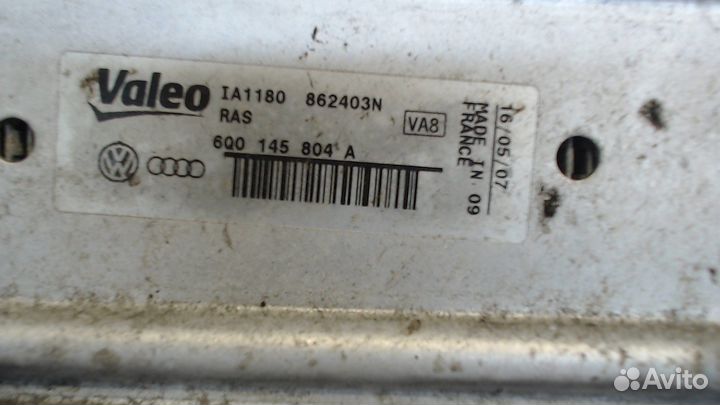 Valeo
IA1180 862403N
RAS
VA8
6Q0 145 804 A
MADE IN 09
FRANCE
16/05/07
Avito